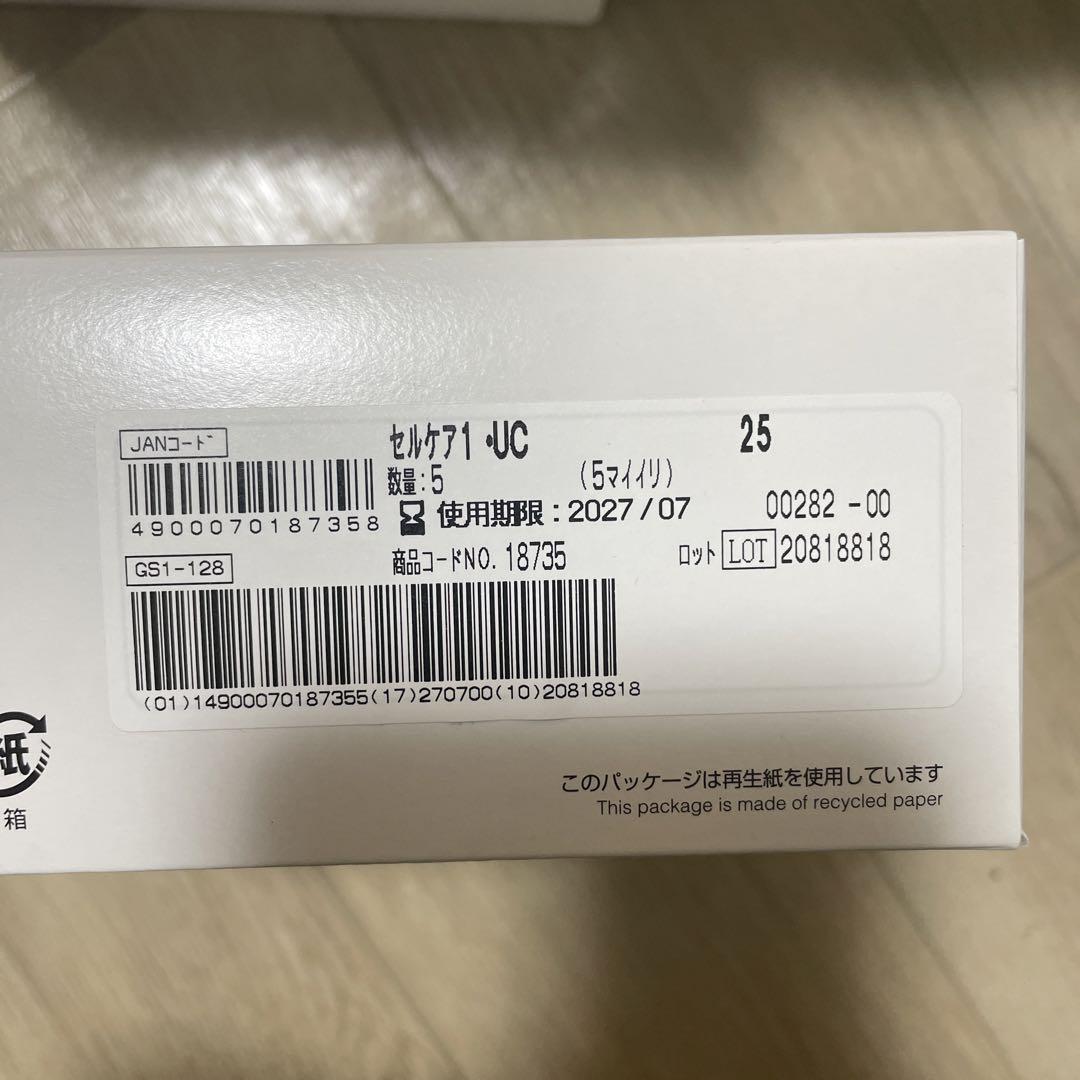 JANコード
4900070187358
セルケア1・UC 25
数量:5 (5マイイリ)
使用期限:2027/07 00282-00
商品コードNO. 18735 ロット LOT 20818818
GS1-128
(01)14900070187355(17)270700(10)20818818
紙
箱
このパッケージは再生紙を使用しています
This package is made of recycled paper